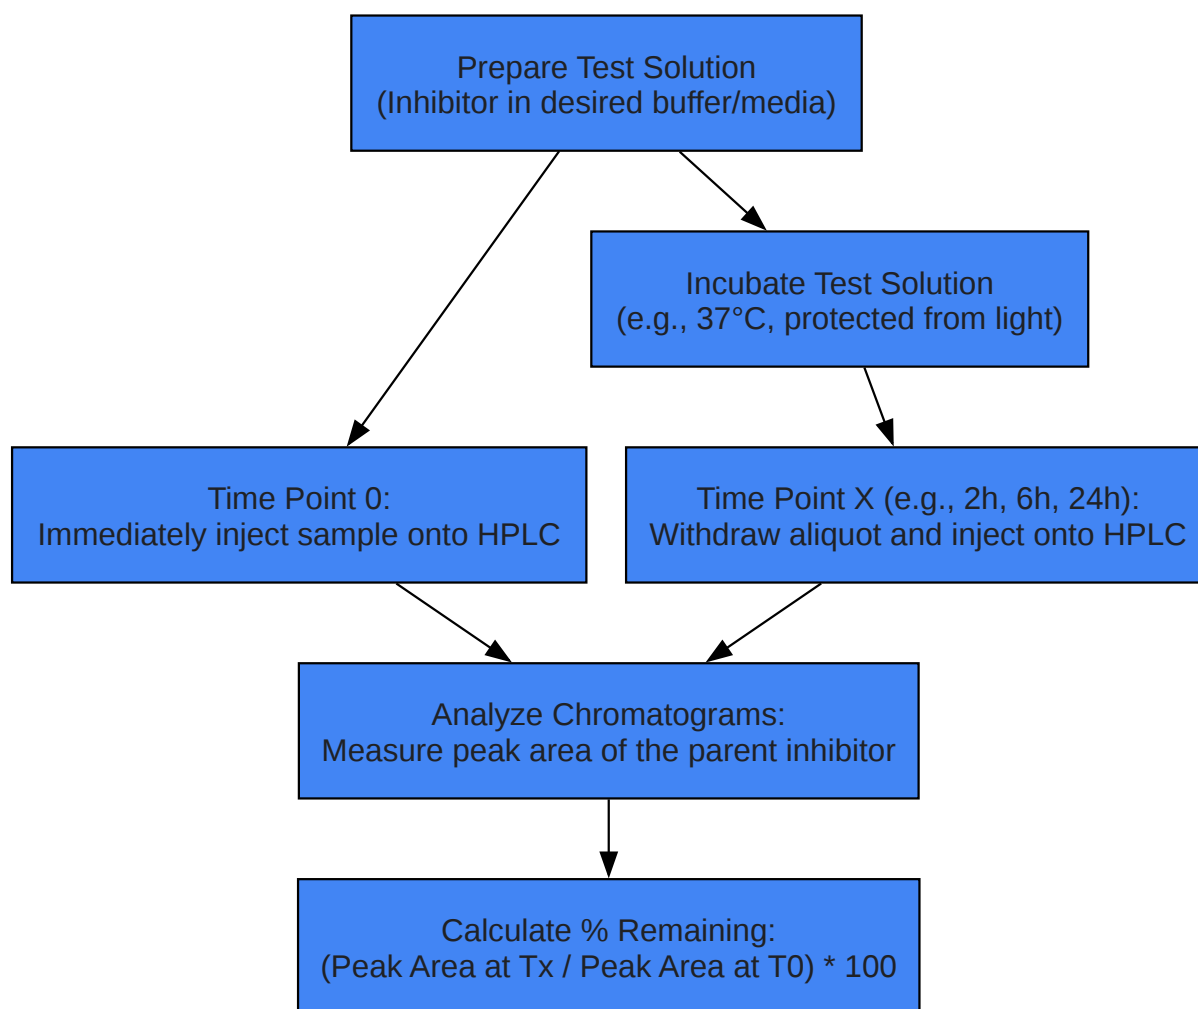 Prepare Test Solution
(Inhibitor in desired buffer/media)
Incubate Test Solution
(e.g., 37°C, protected from light)
Time Point 0:
Immediately inject sample onto HPLC
Time Point X (e.g., 2h, 6h, 24h):
Withdraw aliquot and inject onto HPLC
Analyze Chromatograms:
Measure peak area of the parent inhibitor
Calculate % Remaining:
(Peak Area at Tx / Peak Area at T0) * 100